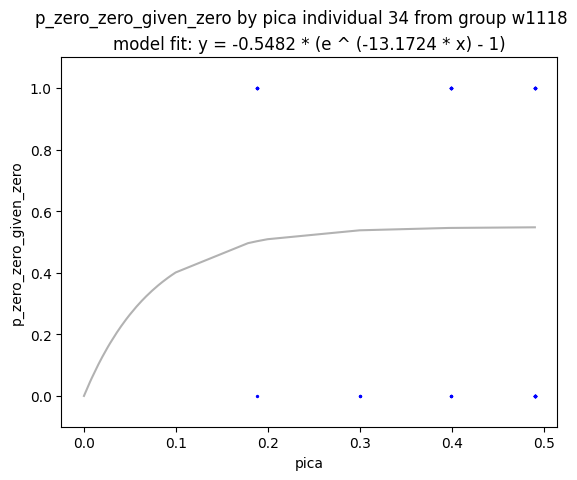 p_zero_zero_given_zero by pica individual 34 from group w1118
model fit: y = -0.5482 * (e ^ (-13.1724 * x) - 1)
1.0
0.8
0.6
0.4
0.2
0.0
p_zero_zero_given_zero
0.0 0.1 0.2 0.3 0.4 0.5
pica